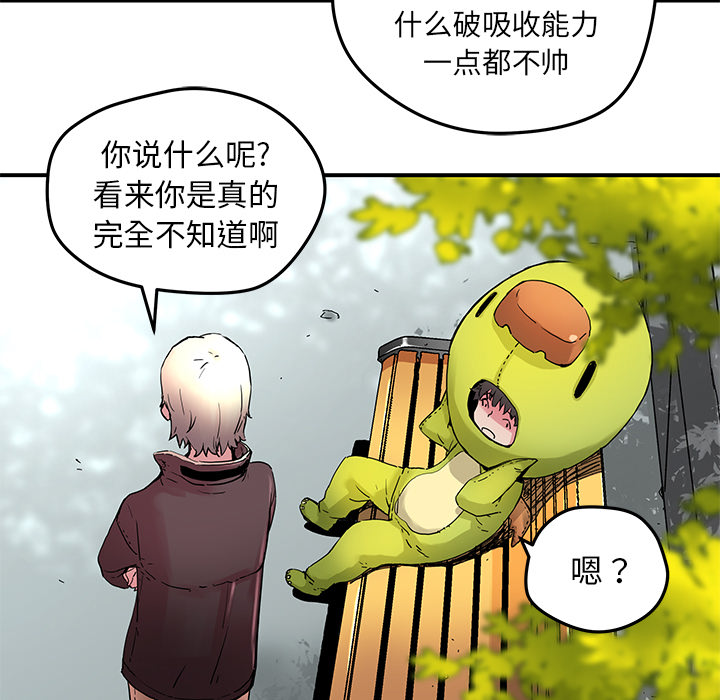 什么破吸收能力
一点都不帅
你说什么呢?
看来你是真的
完全不知道啊
嗯？